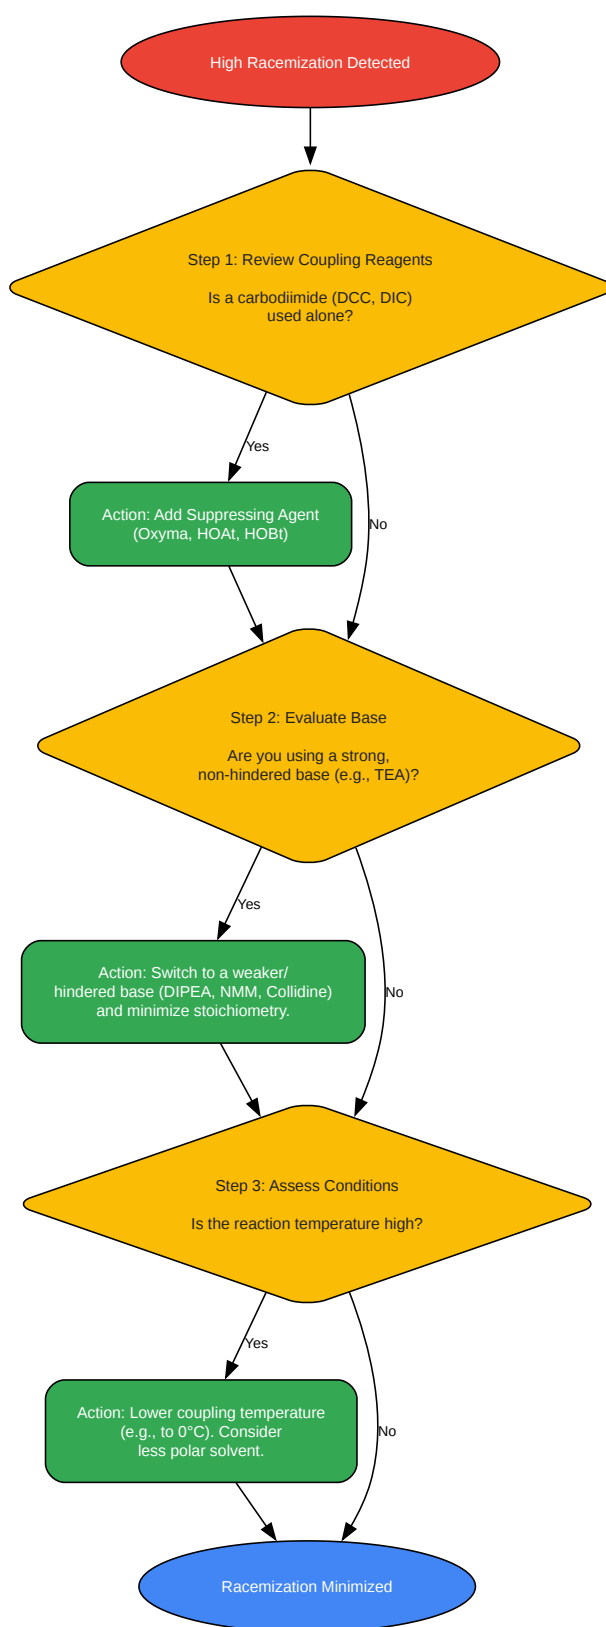 High Racemization Detected
Step 1: Review Coupling Reagents
Is a carbodiimide (DCC, DIC)
used alone?
Yes
Action: Add Suppressing Agent
(Oxyma, HOAt, HOBt)
No
Step 2: Evaluate Base
Are you using a strong,
non-hindered base (e.g., TEA)?
Yes
Action: Switch to a weaker/
hindered base (DIPEA, NMM, Collidine)
and minimize stoichiometry.
No
Step 3: Assess Conditions
Is the reaction temperature high?
Yes
Action: Lower coupling temperature
(e.g., to 0°C). Consider
less polar solvent.
No
Racemization Minimized